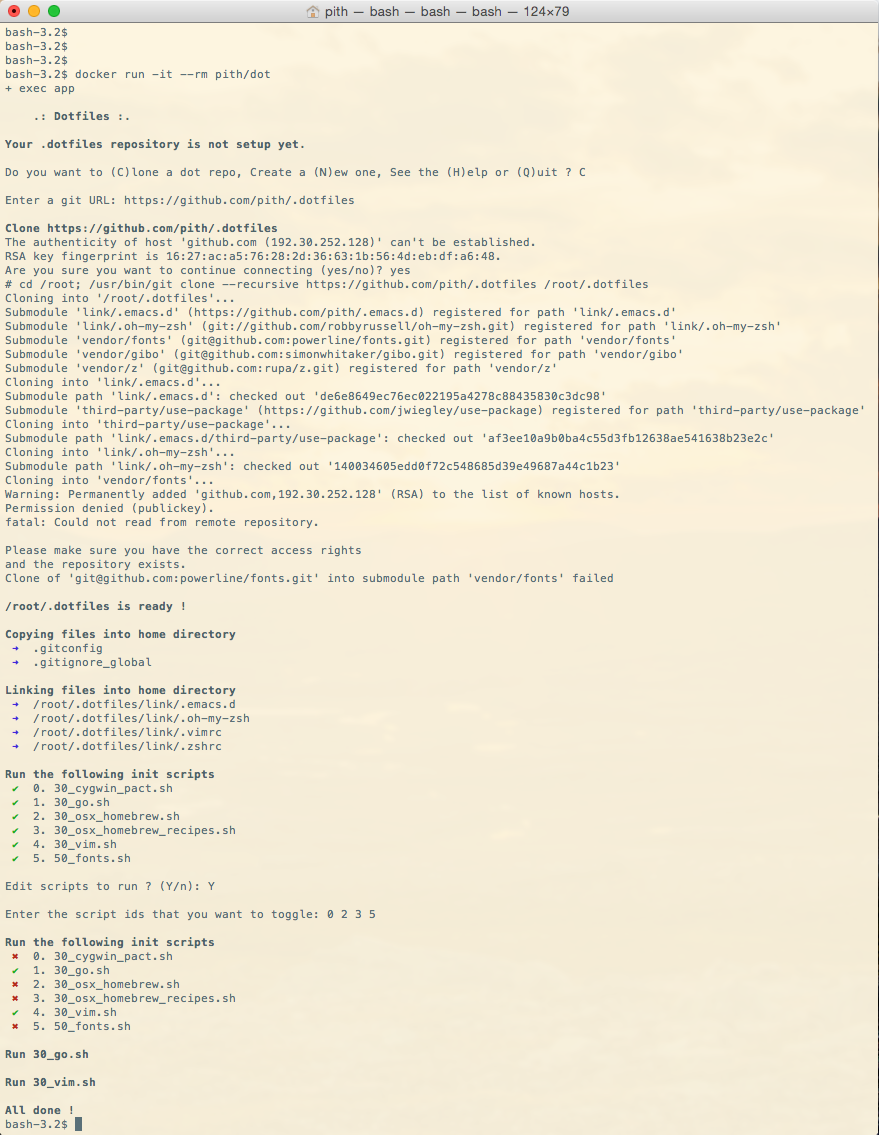 pith — bash — bash — bash — 124×79
bash-3.2$
bash-3.2$
bash-3.2$
bash-3.2$ docker run -it --rm pith/dot
+ exec app
.: Dotfiles :.
Your .dotfiles repository is not setup yet.
Do you want to (C)lone a dot repo, Create a (N)ew one, See the (H)elp or (Q)uit ? C
Enter a git URL: https://github.com/pith/.dotfiles
Clone https://github.com/pith/.dotfiles
The authenticity of host 'github.com (192.30.252.128)' can't be established.
RSA key fingerprint is 16:27:ac:a5:76:28:2d:36:63:1b:56:4d:eb:df:a6:48.
Are you sure you want to continue connecting (yes/no)? yes
# cd /root; /usr/bin/git clone --recursive https://github.com/pith/.dotfiles /root/.dotfiles
Cloning into '/root/.dotfiles'...
Submodule 'link/.emacs.d' (https://github.com/pith/.emacs.d) registered for path 'link/.emacs.d'
Submodule 'link/.oh-my-zsh' (git://github.com/robbyrussell/oh-my-zsh.git) registered for path 'link/.oh-my-zsh'
Submodule 'vendor/fonts' (git@github.com:powerline/fonts.git) registered for path 'vendor/fonts'
Submodule 'vendor/gibo' (git@github.com:simonwhitaker/gibo.git) registered for path 'vendor/gibo'
Submodule 'vendor/z' (git@github.com:rupa/z.git) registered for path 'vendor/z'
Cloning into 'link/.emacs.d'...
Submodule path 'link/.emacs.d': checked out 'de6e8649ec76ec022195a4278c88435830c3dc98'
Submodule 'third-party/use-package' (https://github.com/jwiegley/use-package) registered for path 'third-party/use-package'
Cloning into 'third-party/use-package'...
Submodule path 'link/.emacs.d/third-party/use-package': checked out 'af3ee10a9b0ba4c55d3fb12638ae541638b23e2c'
Cloning into 'link/.oh-my-zsh'...
Submodule path 'link/.oh-my-zsh': checked out '140034605edd0f72c548685d39e49687a44c1b23'
Cloning into 'vendor/fonts'...
Warning: Permanently added 'github.com,192.30.252.128' (RSA) to the list of known hosts.
Permission denied (publickey).
fatal: Could not read from remote repository.
Please make sure you have the correct access rights
and the repository exists.
Clone of 'git@github.com:powerline/fonts.git' into submodule path 'vendor/fonts' failed
/root/.dotfiles is ready !
Copying files into home directory
➜ .gitconfig
➜ .gitignore_global
Linking files into home directory
➜ /root/.dotfiles/link/.emacs.d
➜ /root/.dotfiles/link/.oh-my-zsh
➜ /root/.dotfiles/link/.vimrc
➜ /root/.dotfiles/link/.zshrc
Run the following init scripts
✔ 0. 30_cygwin_pact.sh
✔ 1. 30_go.sh
✔ 2. 30_osx_homebrew.sh
✔ 3. 30_osx_homebrew_recipes.sh
✔ 4. 30_vim.sh
✔ 5. 50_fonts.sh
Edit scripts to run ? (Y/n): Y
Enter the script ids that you want to toggle: 0 2 3 5
Run the following init scripts
✖ 0. 30_cygwin_pact.sh
✔ 1. 30_go.sh
✖ 2. 30_osx_homebrew.sh
✖ 3. 30_osx_homebrew_recipes.sh
✔ 4. 30_vim.sh
✖ 5. 50_fonts.sh
Run 30_go.sh
Run 30_vim.sh
All done !
bash-3.2$